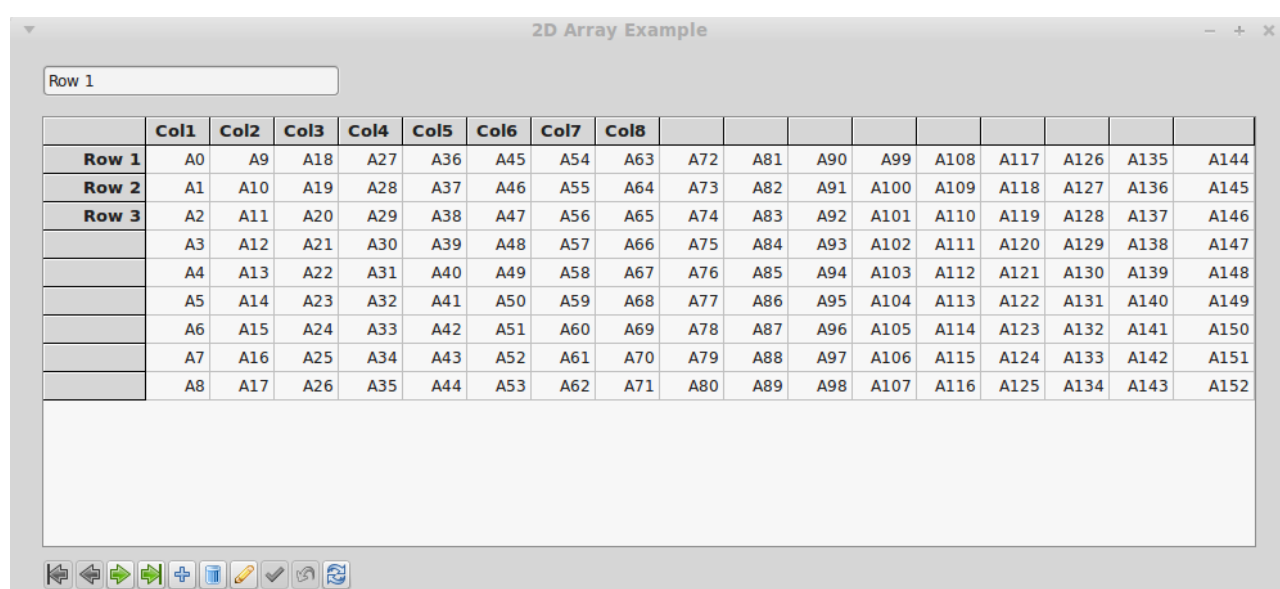 2D Array Example
Row 1
Col1 Col2 Col3 Col4 Col5 Col6 Col7 Col8
Row 1 A0 A9 A18 A27 A36 A45 A54 A63 A72 A81 A90 A99 A108 A117 A126 A135 A144
Row 2 A1 A10 A19 A28 A37 A46 A55 A64 A73 A82 A91 A100 A109 A118 A127 A136 A145
Row 3 A2 A11 A20 A29 A38 A47 A56 A65 A74 A83 A92 A101 A110 A119 A128 A137 A146
A3 A12 A21 A30 A39 A48 A57 A66 A75 A84 A93 A102 A111 A120 A129 A138 A147
A4 A13 A22 A31 A40 A49 A58 A67 A76 A85 A94 A103 A112 A121 A130 A139 A148
A5 A14 A23 A32 A41 A50 A59 A68 A77 A86 A95 A104 A113 A122 A131 A140 A149
A6 A15 A24 A33 A42 A51 A60 A69 A78 A87 A96 A105 A114 A123 A132 A141 A150
A7 A16 A25 A34 A43 A52 A61 A70 A79 A88 A97 A106 A115 A124 A133 A142 A151
A8 A17 A26 A35 A44 A53 A62 A71 A80 A89 A98 A107 A116 A125 A134 A143 A152